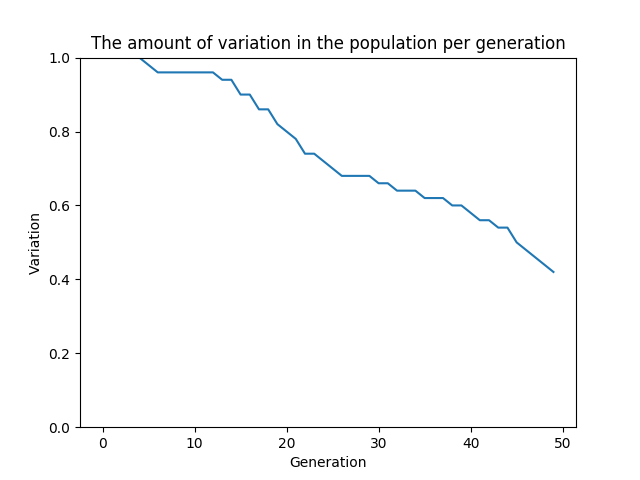 The amount of variation in the population per generation
1.0
0.8
0.6
0.4
0.2
0.0
Variation
0 10 20 30 40 50
Generation